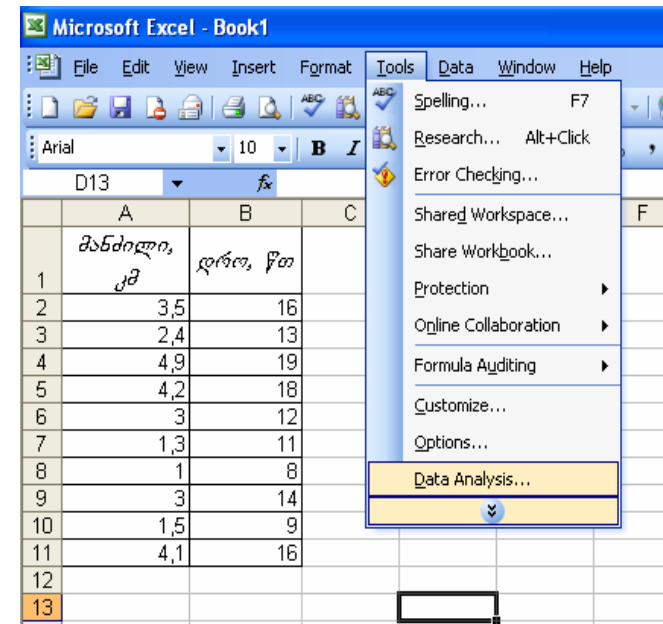 Microsoft Excel - Book1
File Edit View Insert Format Tools Data Window Help
Arial 10 B I
D13 fx
Spelling... F7
Research... Alt+Click
Error Checking...
Shared Workspace...
Share Workbook...
Protection
Online Collaboration
Formula Auditing
Customize...
Options...
Data Analysis...
A B C F
მანძილი,
კმ
დრო, წთ
1
2 3,5 16
3 2,4 13
4 4,9 19
5 4,2 18
6 3 12
7 1,3 11
8 1 8
9 3 14
10 1,5 9
11 4,1 16
12
13